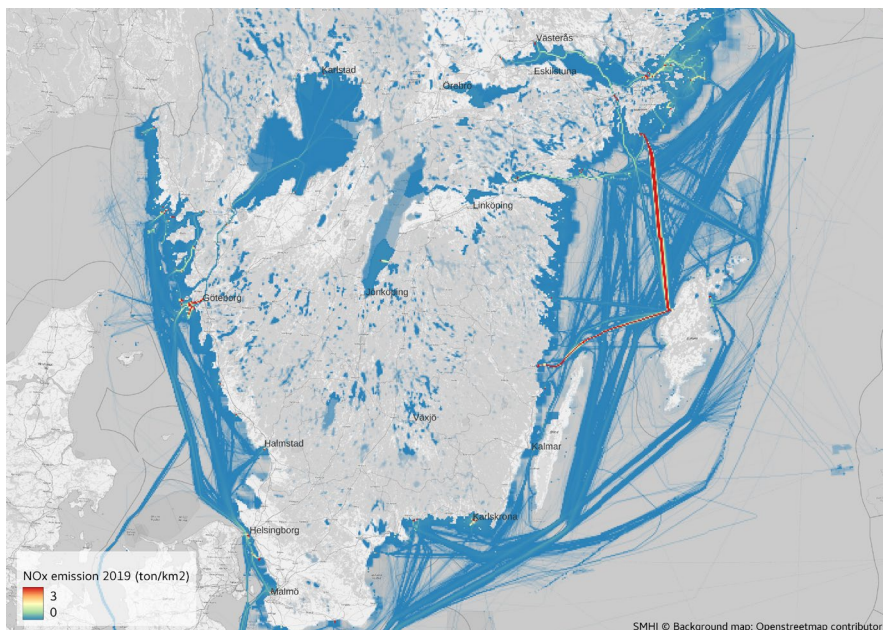 Västerås
Karlstad
Eskilstuna
Örebro
Linköping
Göteborg
Jönköping
Växjö
Halmstad
Kalmar
Karlskrona
Helsingborg
NOx emission 2019 (ton/km2)
3
0
Malmö
SMHI © Background map: Openstreetmap contributor